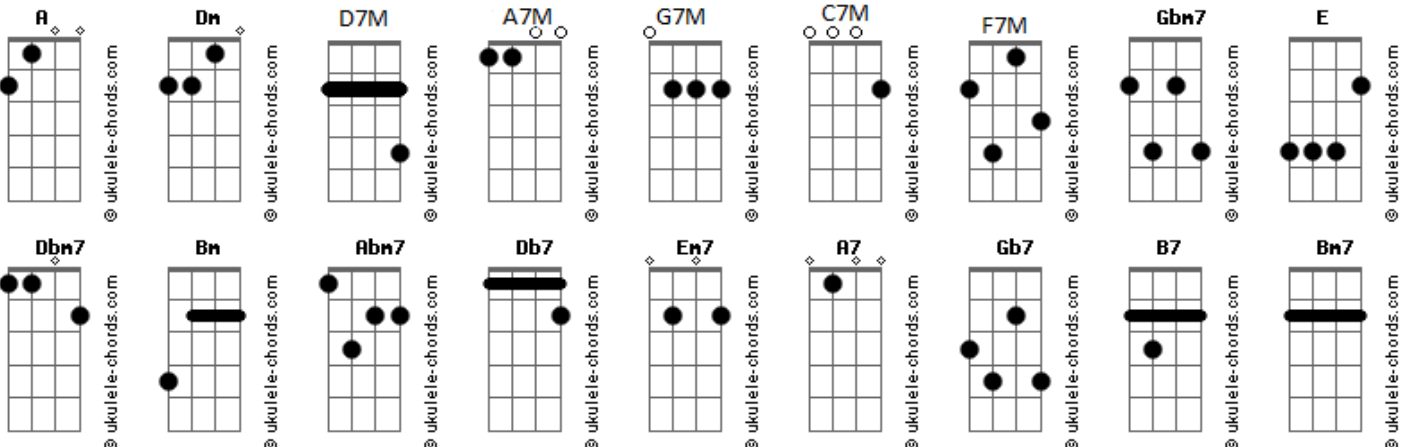 A Dm D7M A7M G7M C7M F7M Gbm7 E
© ukulele-chords.com © ukulele-chords.com © ukulele-chords.com © ukulele-chords.com © ukulele-chords.com © ukulele-chords.com © ukulele-chords.com © ukulele-chords.com © ukulele-chords.com
Dbm7 Bm Abm7 Db7 Em7 A7 Gb7 B7 Bm7
© ukulele-chords.com © ukulele-chords.com © ukulele-chords.com © ukulele-chords.com © ukulele-chords.com © ukulele-chords.com © ukulele-chords.com © ukulele-chords.com © ukulele-chords.com